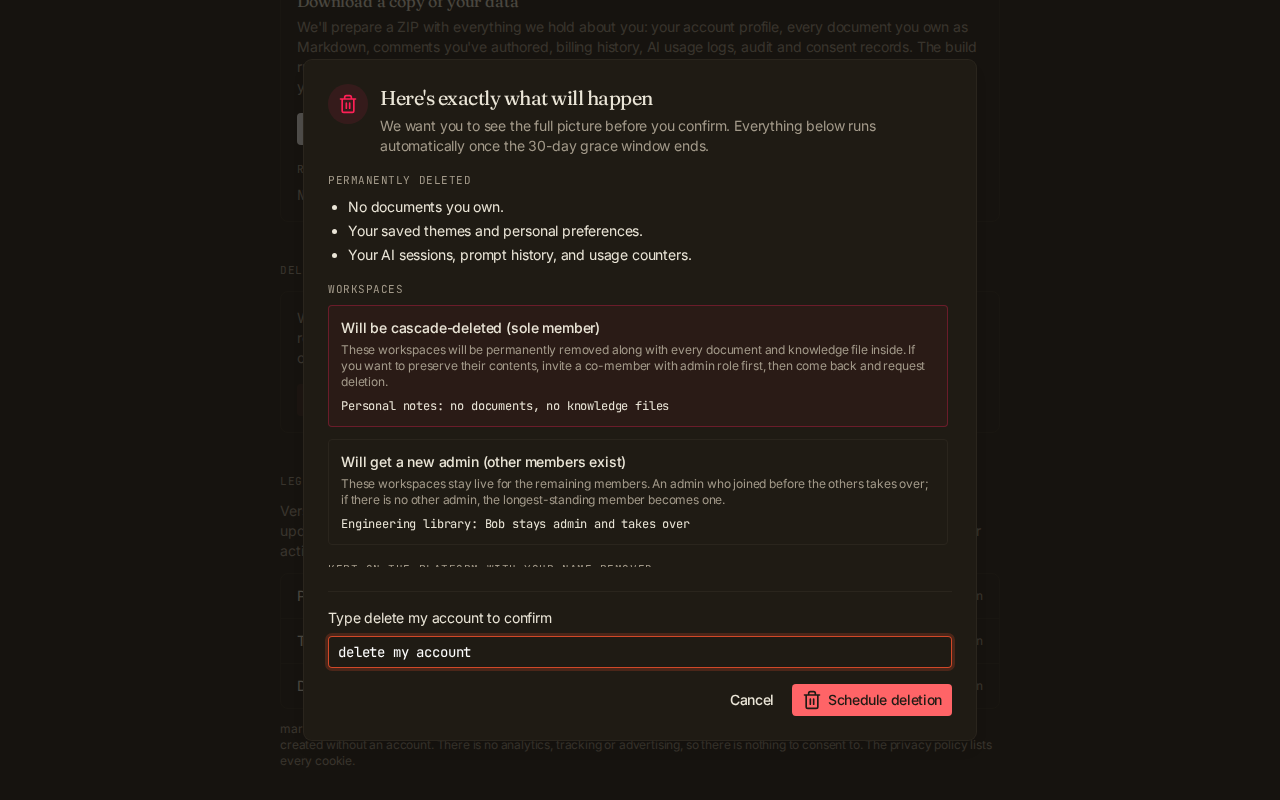 Download a copy of your data
We'll prepare a ZIP with everything we hold about you: your account profile, every document you own as
Markdown, comments you've authored, billing history, AI usage logs, audit and consent records. The build
Here's exactly what will happen
We want you to see the full picture before you confirm. Everything below runs
automatically once the 30-day grace window ends.
PERMANENTLY DELETED
• No documents you own.
• Your saved themes and personal preferences.
• Your AI sessions, prompt history, and usage counters.
WORKSPACES
Will be cascade-deleted (sole member)
These workspaces will be permanently removed along with every document and knowledge file inside. If
you want to preserve their contents, invite a co-member with admin role first, then come back and request
deletion.
Personal notes: no documents, no knowledge files
Will get a new admin (other members exist)
These workspaces stay live for the remaining members. An admin who joined before the others takes over;
if there is no other admin, the longest-standing member becomes one.
Engineering library: Bob stays admin and takes over
KEPT ON THE PLATFORM WITH YOUR NAME REMOVED
Type delete my account to confirm
delete my account
Cancel
Schedule deletion
created without an account. There is no analytics, tracking or advertising, so there is nothing to consent to. The privacy policy lists
every cookie.